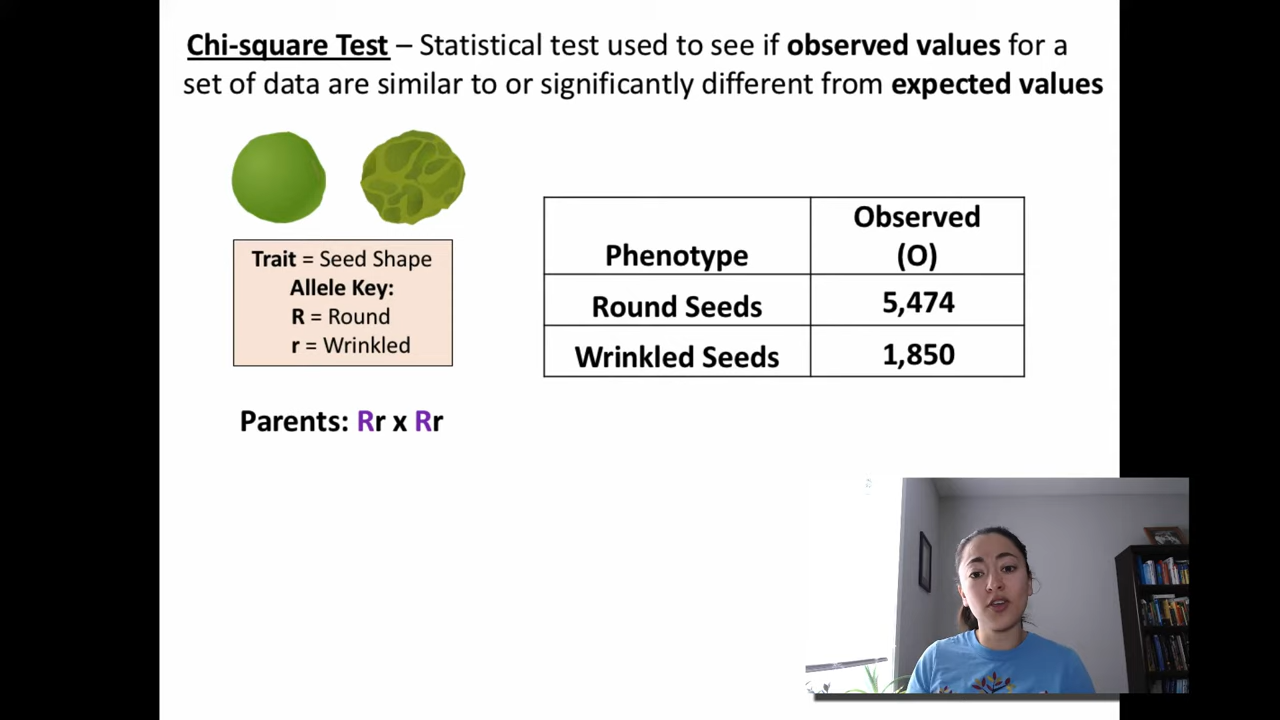 Chi-square Test – Statistical test used to see if observed values for a
set of data are similar to or significantly different from expected values
Trait = Seed Shape
Allele Key:
R = Round
r = Wrinkled
Parents: Rr x Rr
Phenotype
Observed
(O)
Round Seeds
5,474
Wrinkled Seeds
1,850